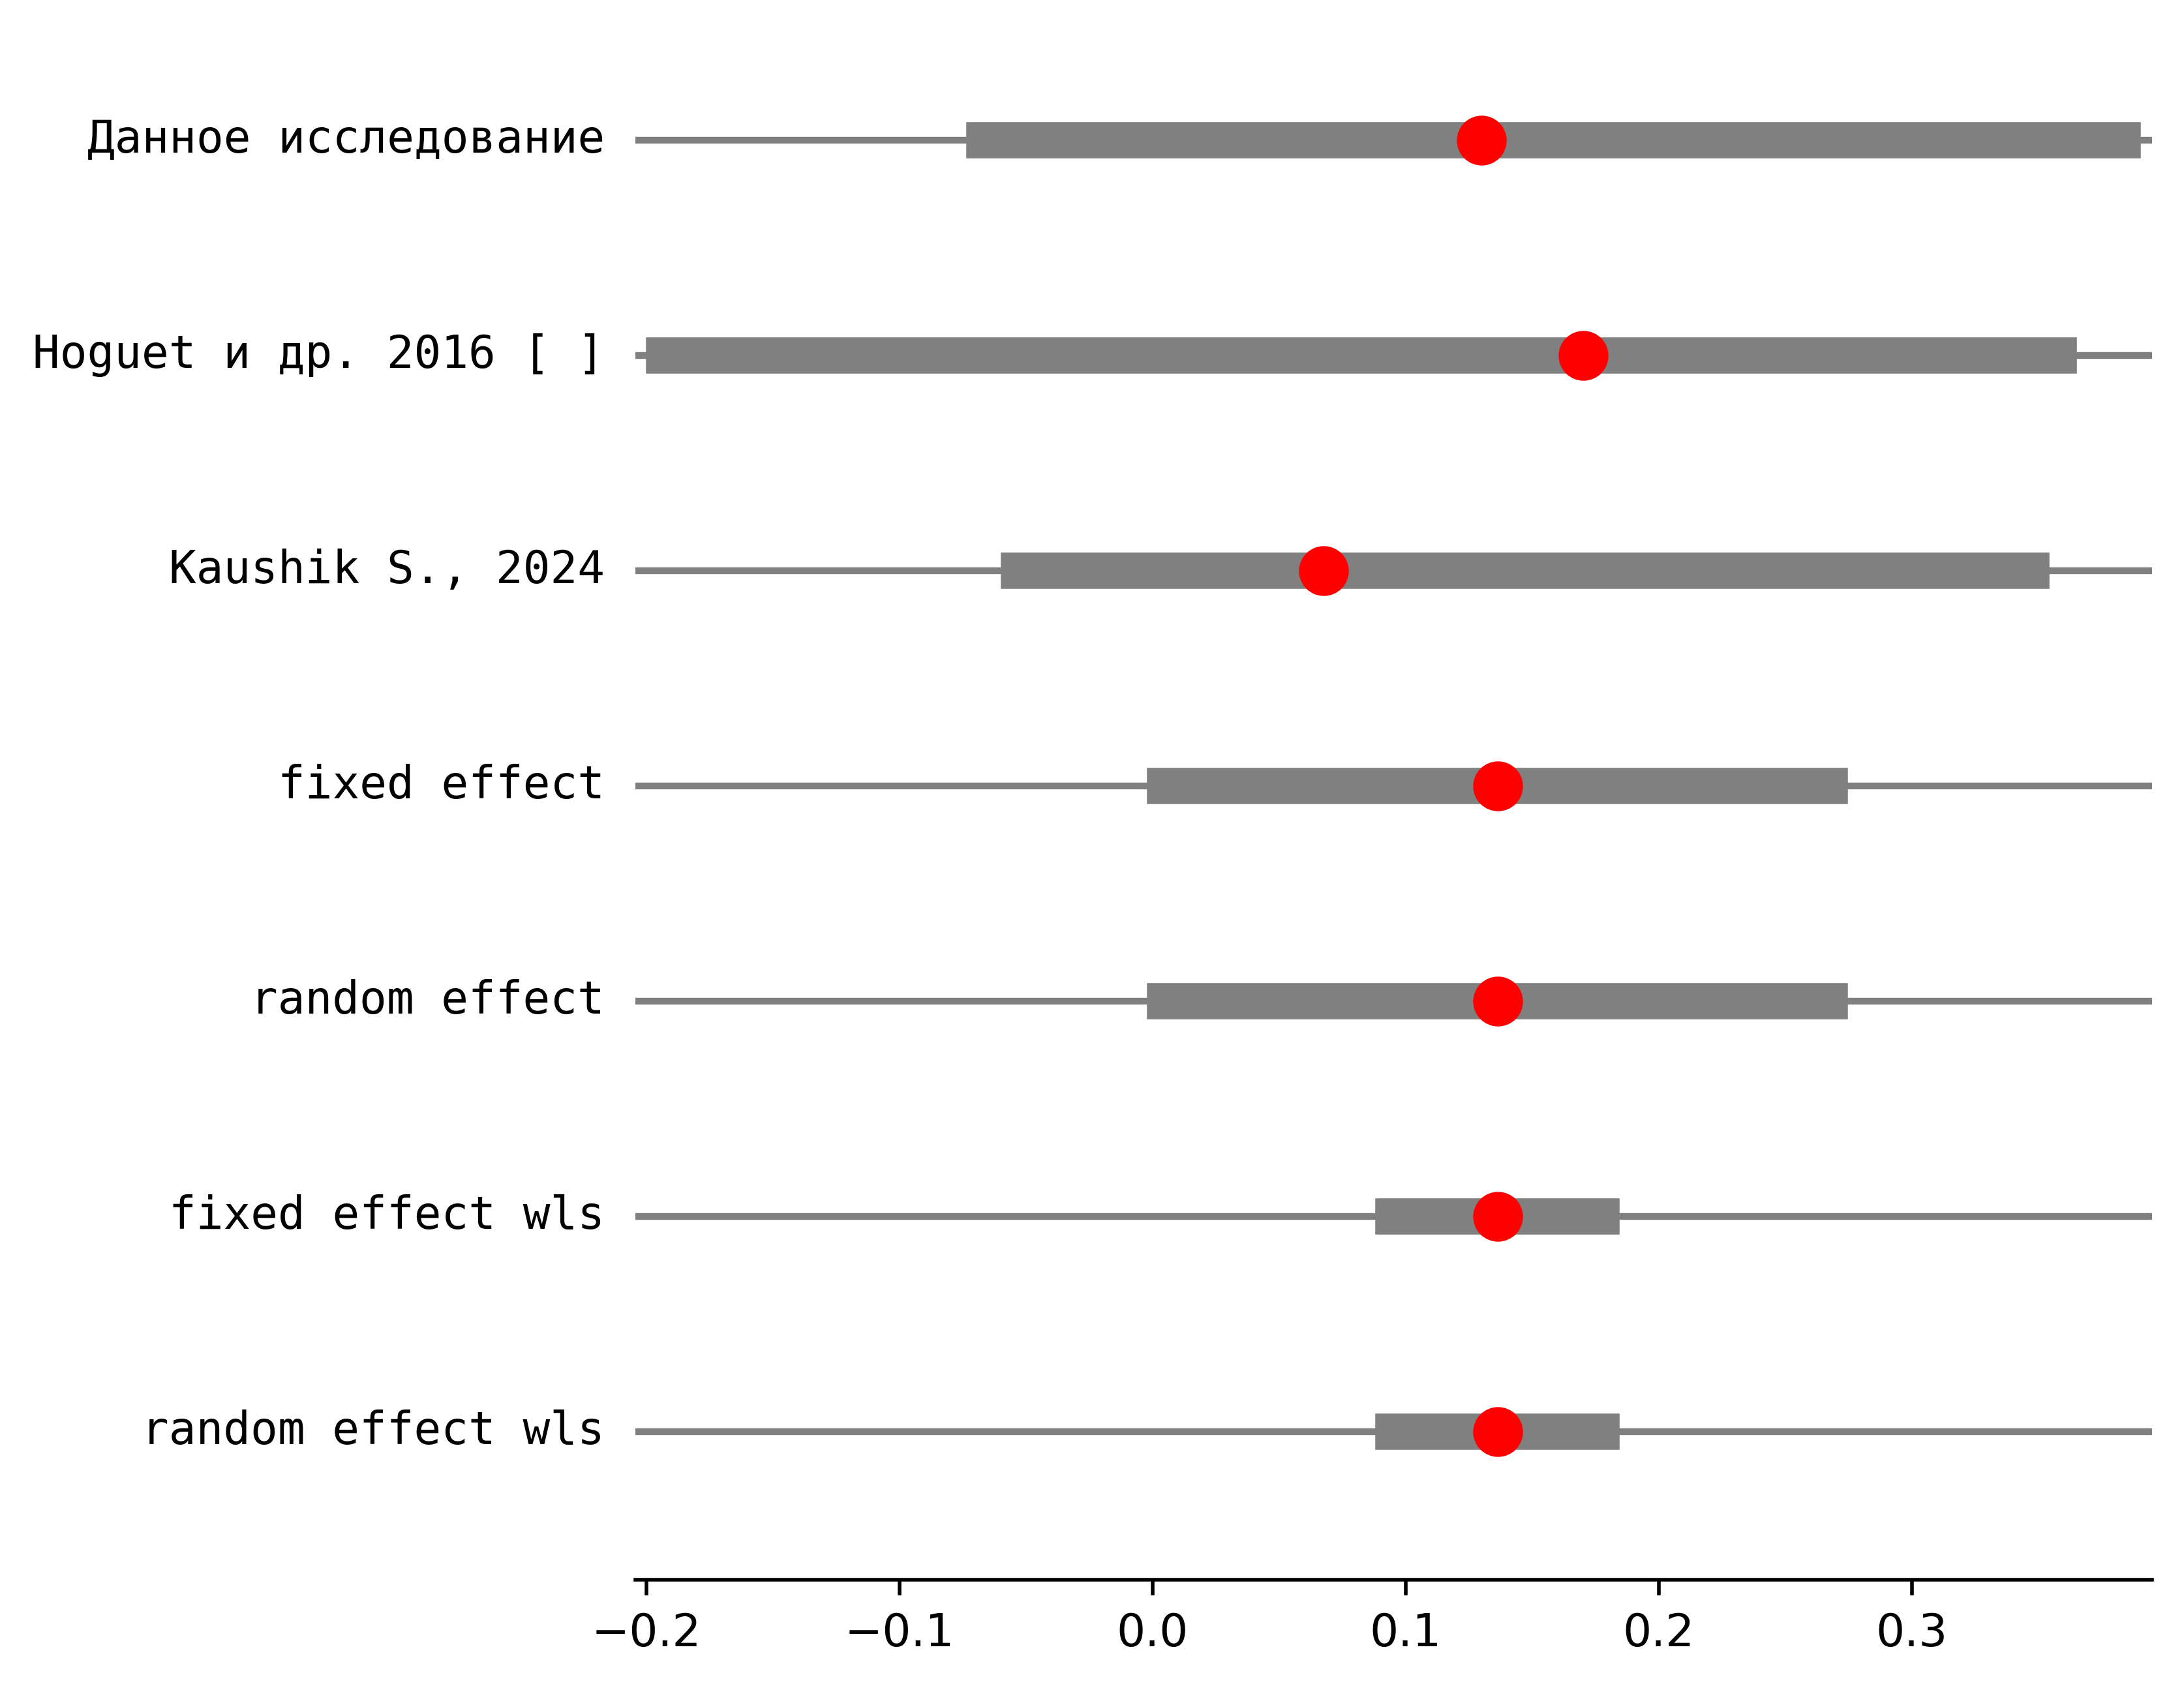 Данное исследование
Hoguet и др. 2016 [ ]
Kaushik S., 2024
fixed effect
random effect
fixed effect wls
random effect wls
−0.2 −0.1 0.0 0.1 0.2 0.3